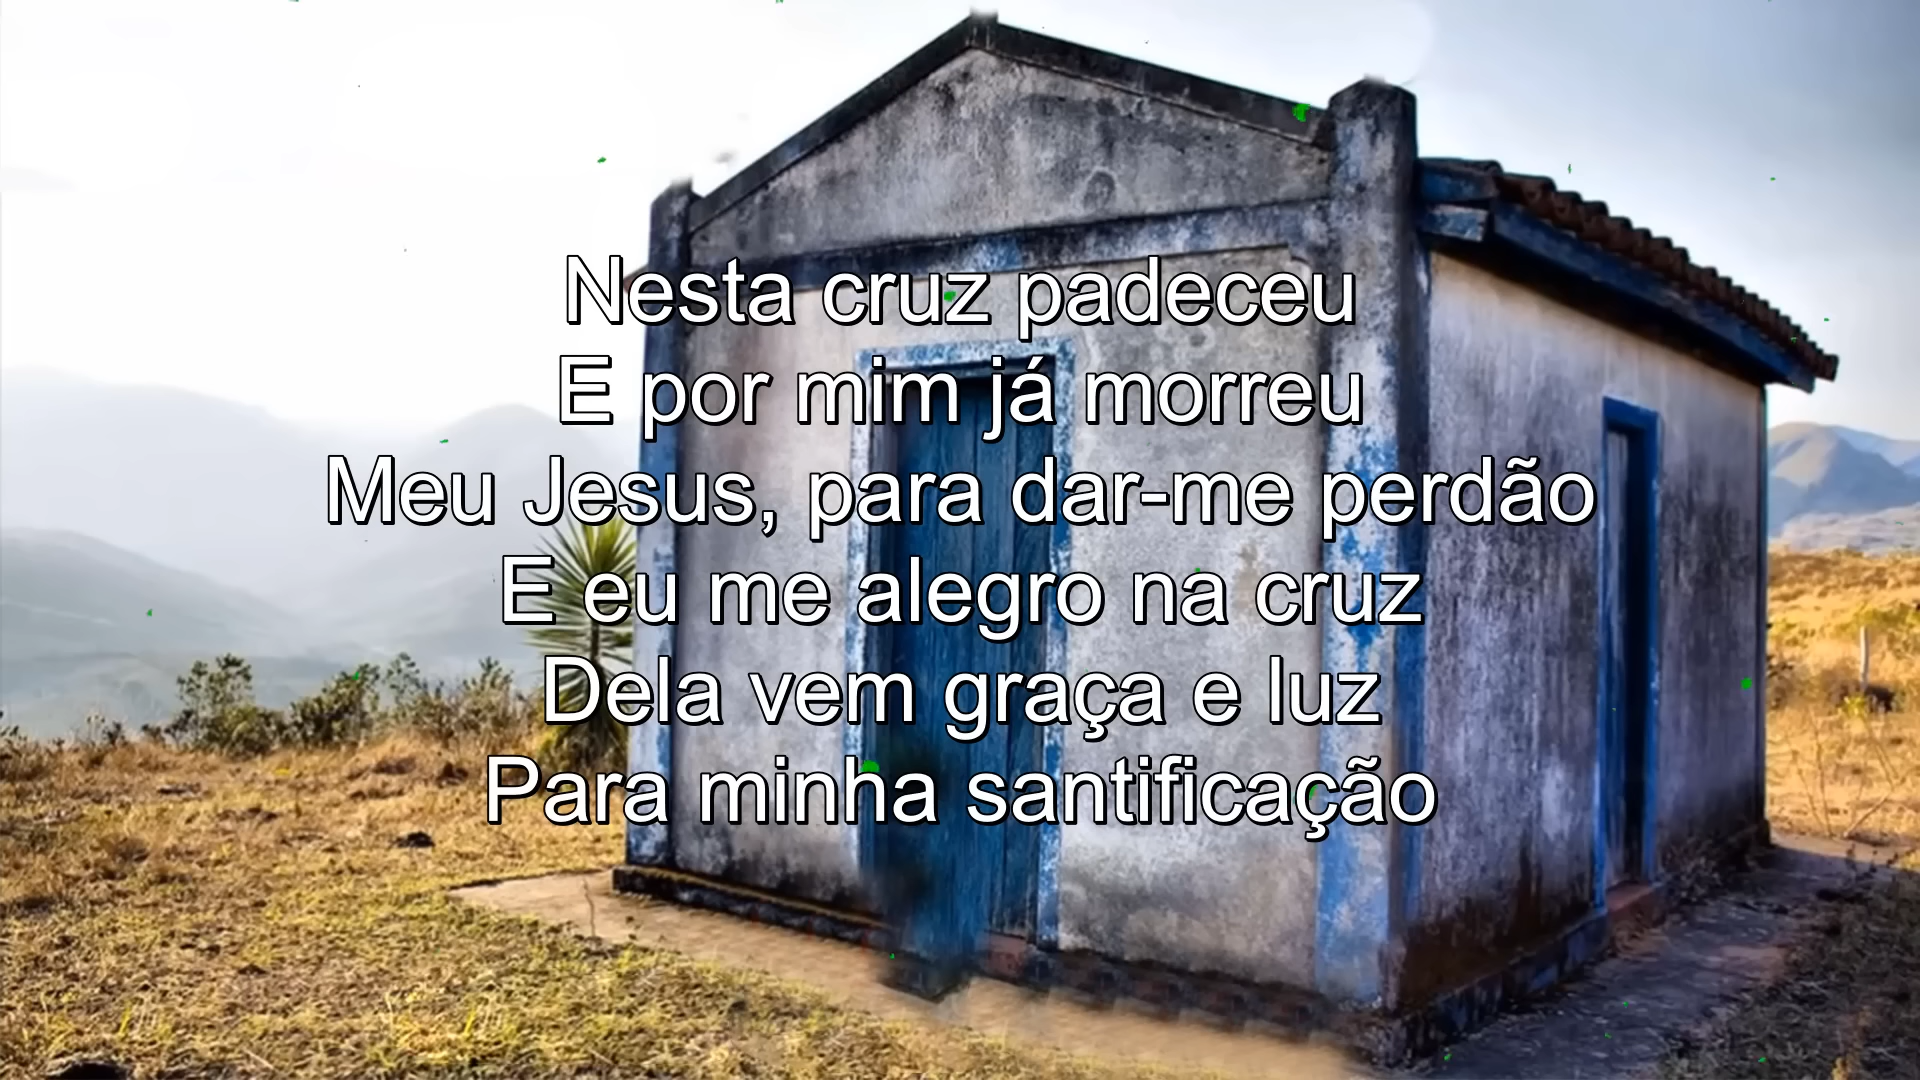 Nesta cruz padeceu
E por mim já morreu
Meu Jesus, para dar-me perdão
E eu me alegro na cruz
Dela vem graça e luz
Para minha santificação